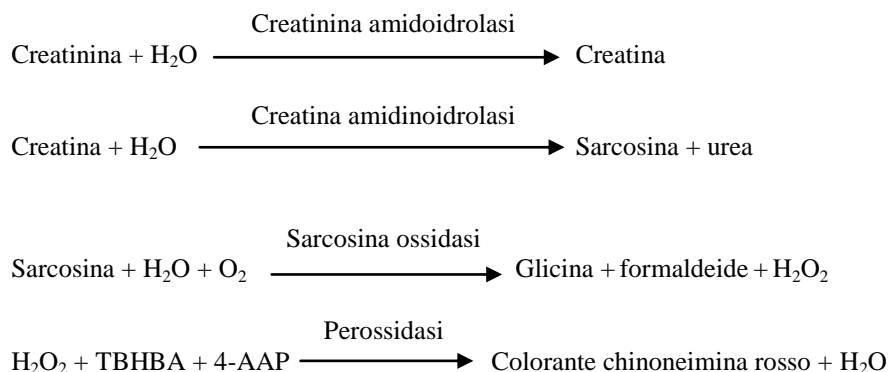 Creatinina amidoidrolasi
Creatinina + H₂O Creatina
Creatina amidinoidrolasi
Creatina + H₂O Sarcosina + urea
Sarcosina ossidasi
Sarcosina + H₂O + O₂ Glicina + formaldeide + H₂O₂
Perossidasi
H₂O₂ + TBHBA + 4-AAP Colorante chinoneimina rosso + H₂O